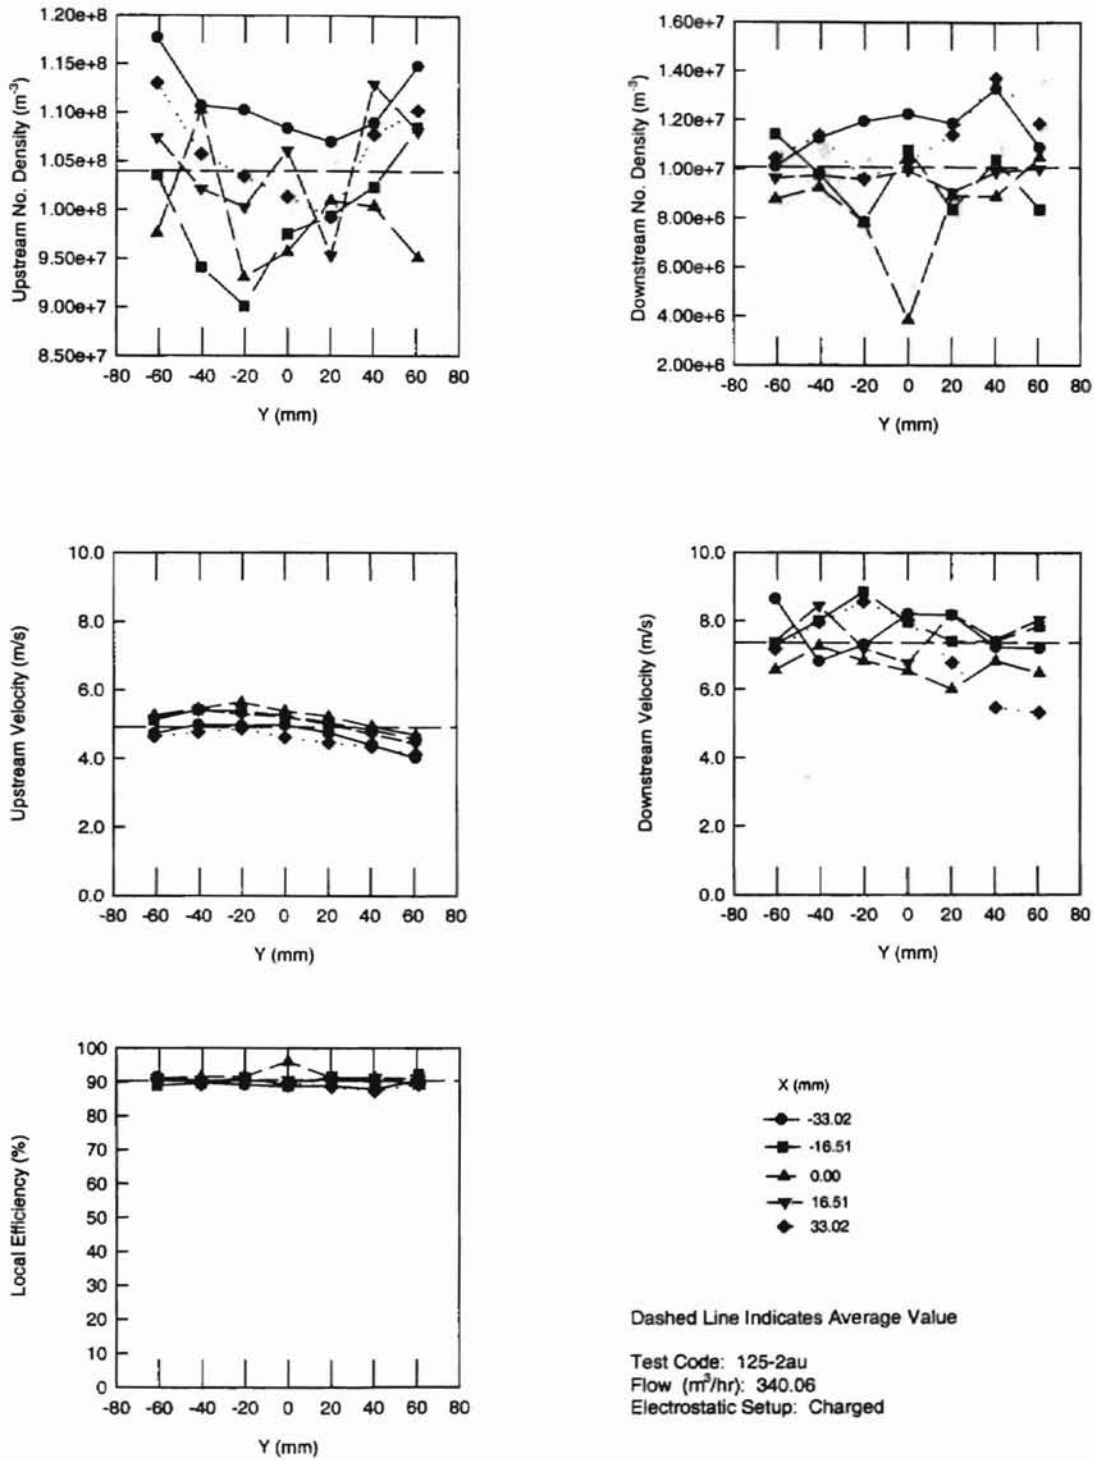 1.20e+8
1.15e+8
1.10e+8
1.05e+8
1.00e+8
9.50e+7
9.00e+7
8.50e+7
Upstream No. Density (m⁻³)
-80 -60 -40 -20 0 20 40 60 80
Y (mm)
1.60e+7
1.40e+7
1.20e+7
1.00e+7
8.00e+6
6.00e+6
4.00e+6
2.00e+6
Downstream No. Density (m⁻³)
-80 -60 -40 -20 0 20 40 60 80
Y (mm)
10.0
8.0
6.0
4.0
2.0
0.0
Upstream Velocity (m/s)
-80 -60 -40 -20 0 20 40 60 80
Y (mm)
10.0
8.0
6.0
4.0
2.0
0.0
Downstream Velocity (m/s)
-80 -60 -40 -20 0 20 40 60 80
Y (mm)
100
90
80
70
60
50
40
30
20
10
0
Local Efficiency (%)
-80 -60 -40 -20 0 20 40 60 80
Y (mm)
X (mm)
-33.02
-16.51
0.00
16.51
33.02
Dashed Line Indicates Average Value
Test Code: 125-2au
Flow (m³/hr): 340.06
Electrostatic Setup: Charged